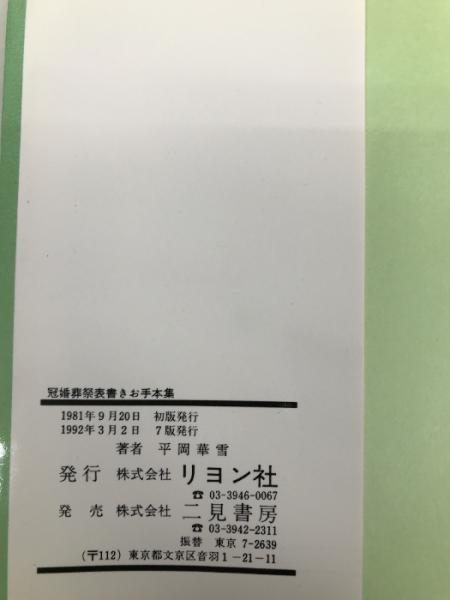 冠婚葬祭表書きお手本集
1981年9月20日 初版発行
1992年3月2日 7版発行
著者 平岡華雪
発行 株式会社 リヨン社
☎ 03-3946-0067
発売 株式会社 二見書房
☎ 03-3942-2311
振替 東京 7-2639
(〒112) 東京都文京区音羽1-21-11